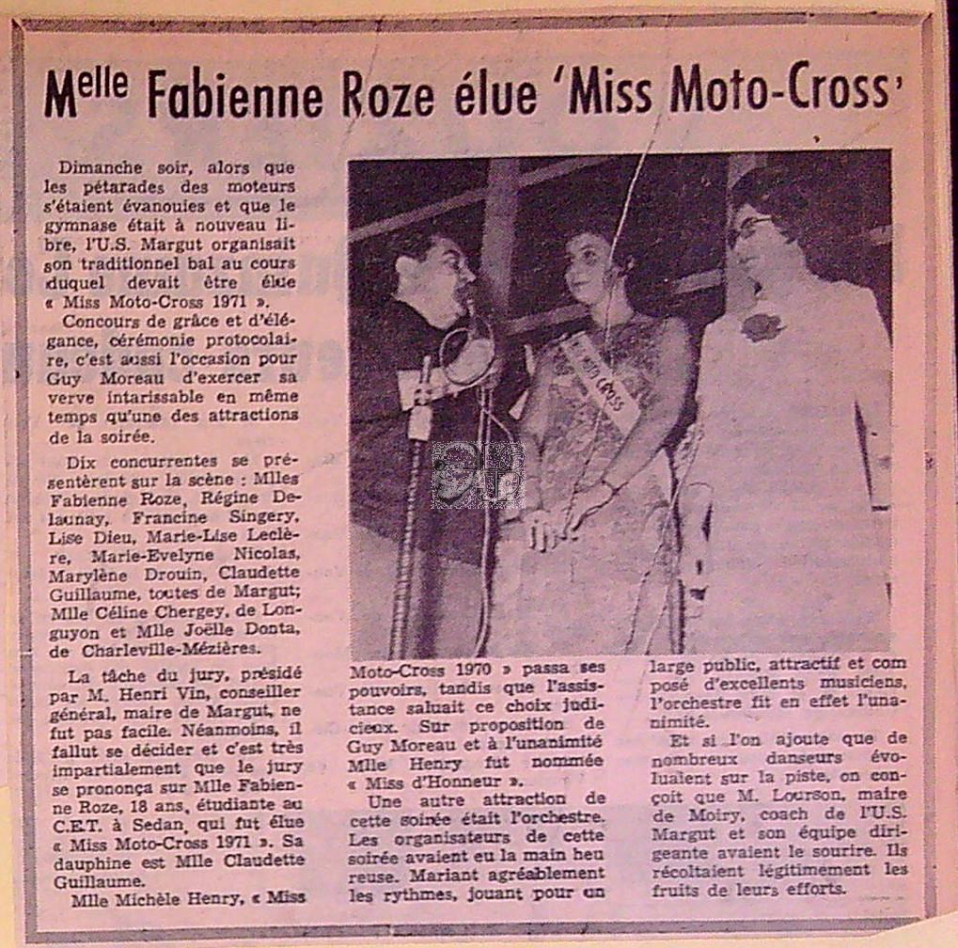 Melle Fabienne Roze élue 'Miss Moto-Cross'
Dimanche soir, alors que
les pétarades des moteurs
s'étaient évanouies et que le
gymnase était à nouveau li-
bre, l'U.S. Margut organisait
son traditionnel bal au cours
duquel devait être élue
« Miss Moto-Cross 1971 ».
Concours de grâce et d'élé-
gance, cérémonie protocolai-
re, c'est aussi l'occasion pour
Guy Moreau d'exercer sa
verve intarissable en même
temps qu'une des attractions
de la soirée.
Dix concurrentes se pré-
sentèrent sur la scène : Mlles
Fabienne Roze, Régine De-
launay, Francine Singery,
Lise Dieu, Marie-Lise Leclè-
re, Marie-Evelyne Nicolas,
Marylène Drouin, Claudette
Guillaume, toutes de Margut;
Mlle Céline Chergey, de Lon-
guyon et Mlle Joëlle Donta,
de Charleville-Mézières.
La tâche du jury, présidé
par M. Henri Vin, conseiller
général, maire de Margut, ne
fut pas facile. Néanmoins, il
fallut se décider et c'est très
impartialement que le jury
se prononça sur Mlle Fabien-
ne Roze, 18 ans, étudiante au
C.E.T. à Sedan, qui fut élue
« Miss Moto-Cross 1971 ». Sa
dauphine est Mlle Claudette
Guillaume.
Mlle Michèle Henry, « Miss
MOTO CROSS
Moto-Cross 1970 » passa ses
pouvoirs, tandis que l'assis-
tance saluait ce choix judi-
cieux. Sur proposition de
Guy Moreau et à l'unanimité
Mlle Henry fut nommée
« Miss d'Honneur ».
Une autre attraction de
cette soirée était l'orchestre.
Les organisateurs de cette
soirée avaient eu la main heu
reuse. Mariant agréablement
les rythmes, jouant pour un
large public, attractif et com
posé d'excellents musiciens,
l'orchestre fit en effet l'una-
nimité.
Et si l'on ajoute que de
nombreux danseurs évo-
luaient sur la piste, on con-
çoit que M. Lourson, maire
de Moiry, coach de l'U.S.
Margut et son équipe diri-
geante avaient le sourire. Ils
récoltaient légitimement les
fruits de leurs efforts.